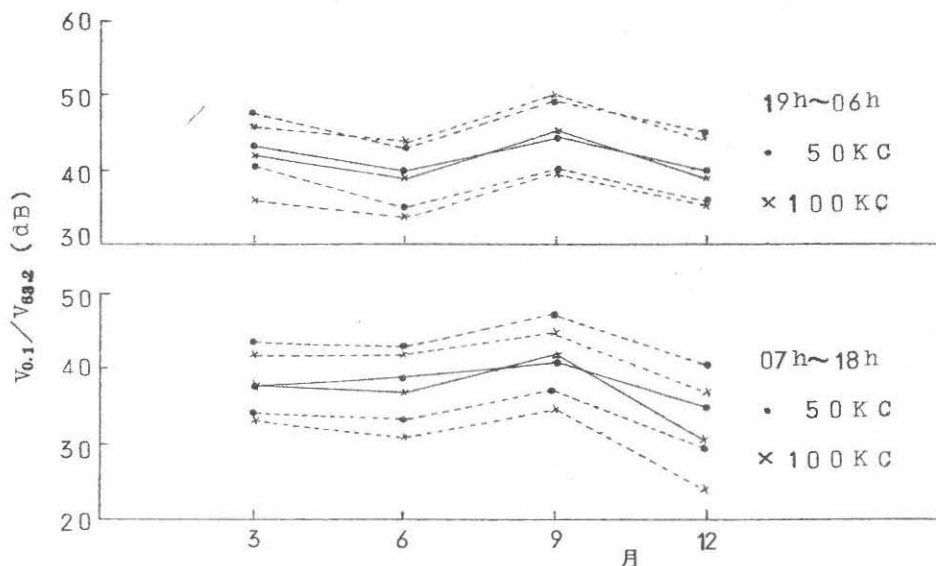 V0.1/V63.2 (dB)
60
50
40
30
19h~06h
• 50KC
× 100KC
50
40
30
20
07h~18h
• 50KC
× 100KC
3
6
9
12
月